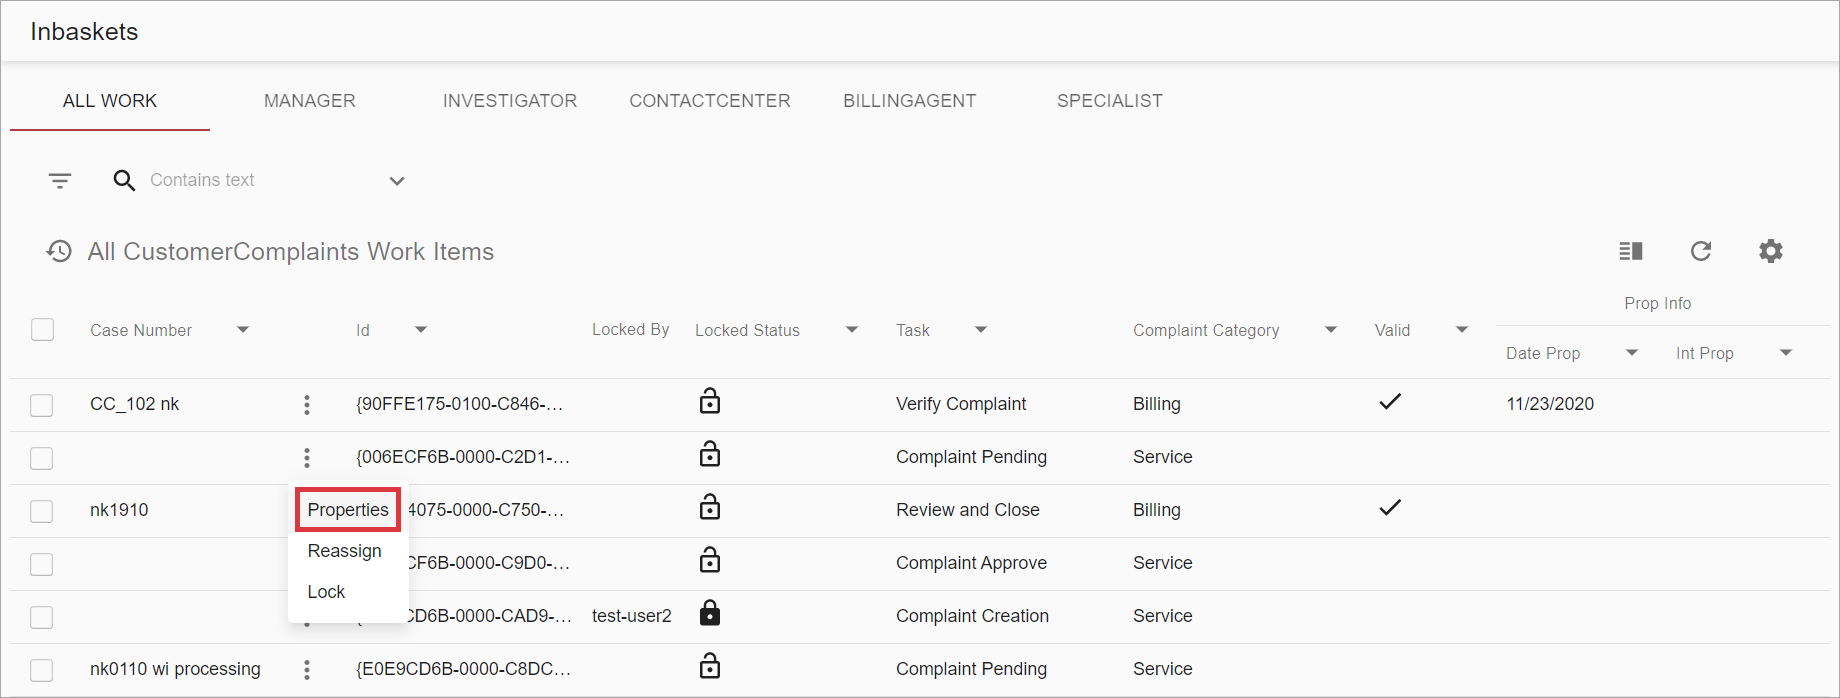 Inbaskets
ALL WORK MANAGER INVESTIGATOR CONTACTCENTER BILLINGAGENT SPECIALIST
Contains text
All CustomerComplaints Work Items
Prop Info
Case Number Id Locked By Locked Status Task Complaint Category Valid
Date Prop Int Prop
CC_102 nk {90FFE175-0100-C846-... Verify Complaint Billing 11/23/2020
{006ECF6B-0000-C2D1-... Complaint Pending Service
nk1910 Properties 4075-0000-C750-... Review and Close Billing
Reassign CF6B-0000-C9D0-... Complaint Approve Service
Lock
CD6B-0000-CAD9-... test-user2 Complaint Creation Service
nk0110 wi processing {E0E9CD6B-0000-C8DC... Complaint Pending Service